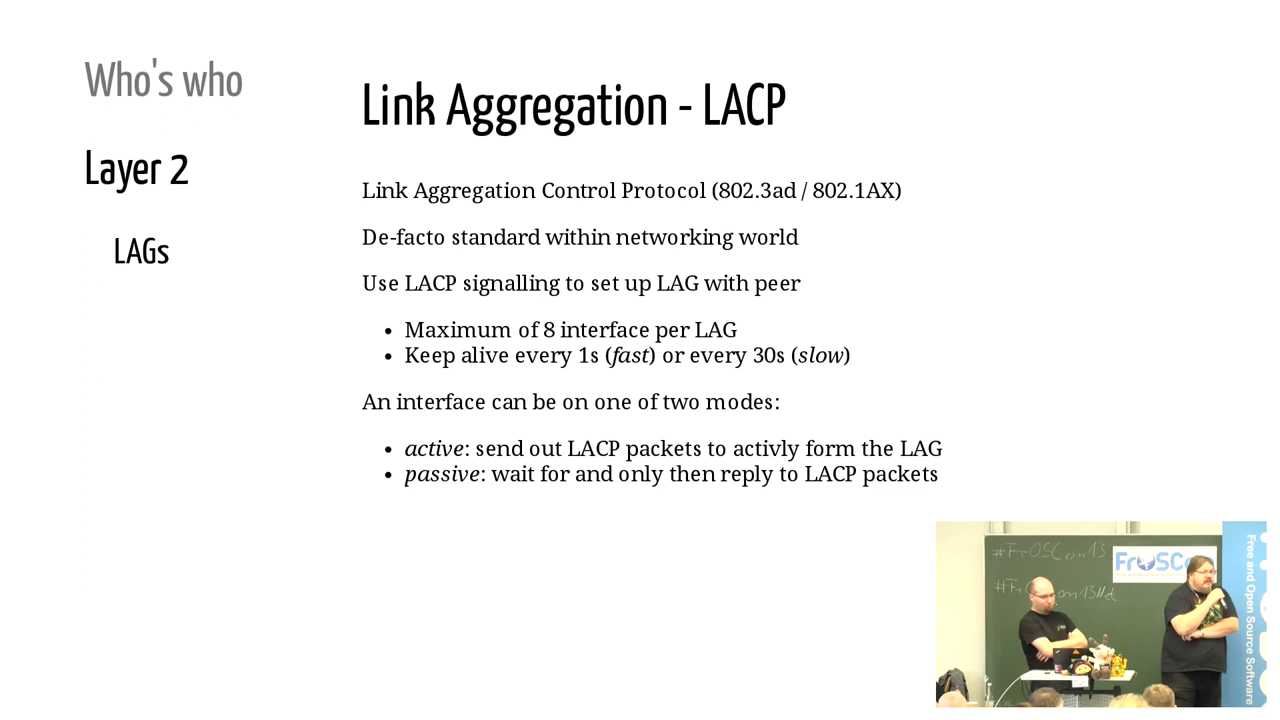 Who's who
Layer 2
LAGs
Link Aggregation - LACP
Link Aggregation Control Protocol (802.3ad / 802.1AX)
De-facto standard within networking world
Use LACP signalling to set up LAG with peer
• Maximum of 8 interface per LAG
• Keep alive every 1s (fast) or every 30s (slow)
An interface can be on one of two modes:
• active: send out LACP packets to activly form the LAG
• passive: wait for and only then reply to LACP packets
#FrOSCon13
Free and Open Source Software